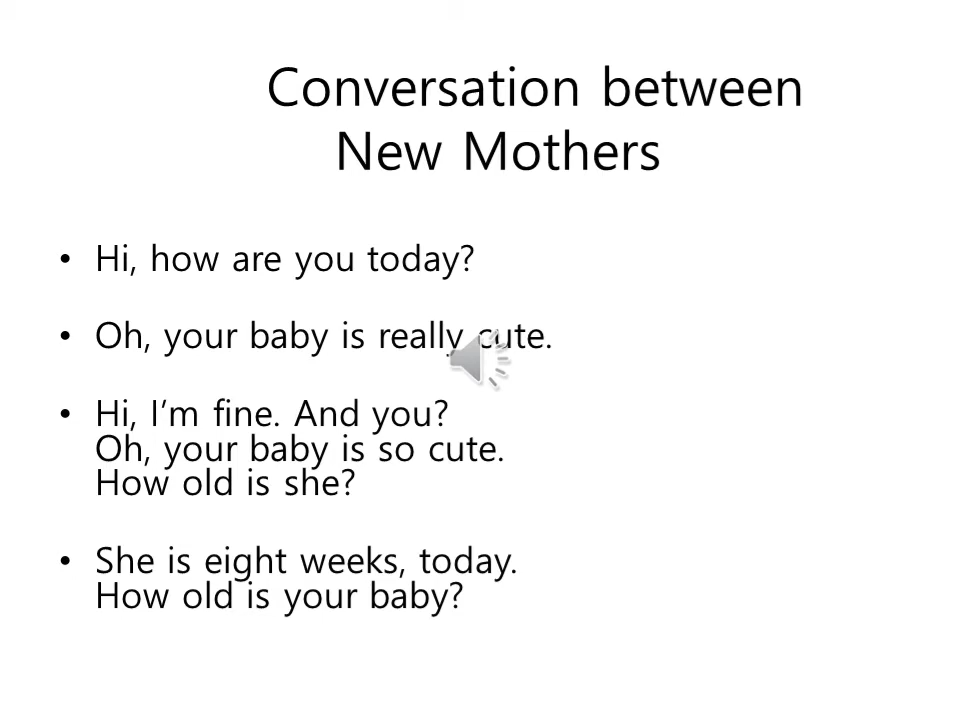 Conversation between
New Mothers
• Hi, how are you today?
• Oh, your baby is really cute.
• Hi, I’m fine. And you?
Oh, your baby is so cute.
How old is she?
• She is eight weeks, today.
How old is your baby?